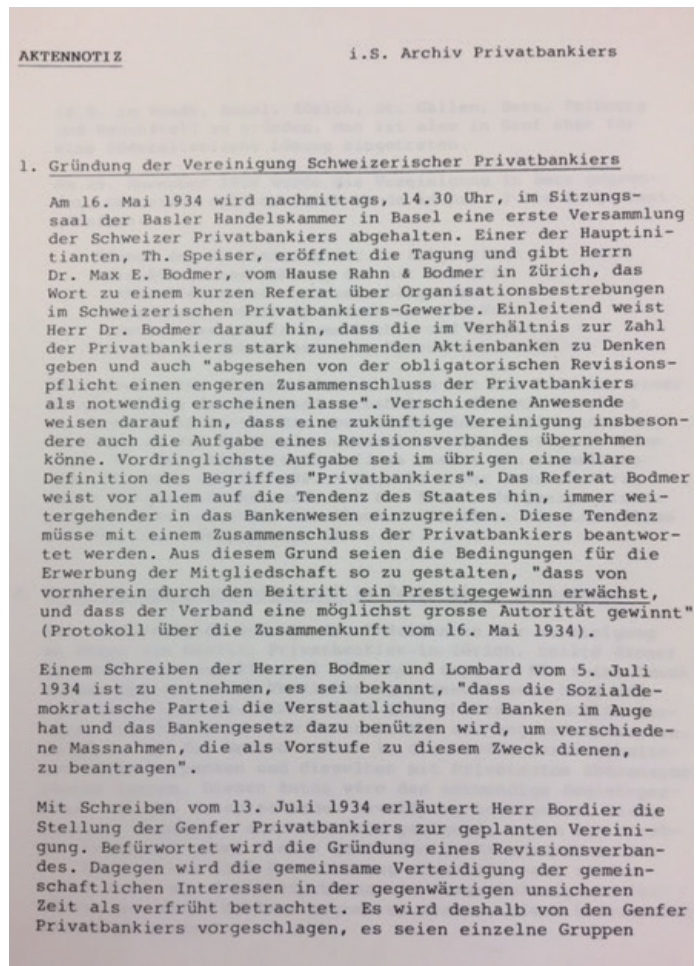 AKTENNOTIZ i.S. Archiv Privatbankiers
1. Gründung der Vereinigung Schweizerischer Privatbankiers
Am 16. Mai 1934 wird nachmittags, 14.30 Uhr, im Sitzungs-
saal der Basler Handelskammer in Basel eine erste Versammlung
der Schweizer Privatbankiers abgehalten. Einer der Hauptini-
tianten, Th. Speiser, eröffnet die Tagung und gibt Herrn
Dr. Max E. Bodmer, vom Hause Rahn & Bodmer in Zürich, das
Wort zu einem kurzen Referat über Organisationsbestrebungen
im Schweizerischen Privatbankiers-Gewerbe. Einleitend weist
Herr Dr. Bodmer darauf hin, dass die im Verhältnis zur Zahl
der Privatbankiers stark zunehmenden Aktienbanken zu Denken
geben und auch "abgesehen von der obligatorischen Revisions-
pflicht einen engeren Zusammenschluss der Privatbankiers
als notwendig erscheinen lasse". Verschiedene Anwesende
weisen darauf hin, dass eine zukünftige Vereinigung insbeson-
dere auch die Aufgabe eines Revisionsverbandes übernehmen
könne. Vordringlichste Aufgabe sei im übrigen eine klare
Definition des Begriffes "Privatbankiers". Das Referat Bodmer
weist vor allem auf die Tendenz des Staates hin, immer wei-
tergehender in das Bankenwesen einzugreifen. Diese Tendenz
müsse mit einem Zusammenschluss der Privatbankiers beantwor-
tet werden. Aus diesem Grund seien die Bedingungen für die
Erwerbung der Mitgliedschaft so zu gestalten, "dass von
vornherein durch den Beitritt ein Prestigegewinn erwächst,
und dass der Verband eine möglichst grosse Autorität gewinnt"
(Protokoll über die Zusammenkunft vom 16. Mai 1934).
Einem Schreiben der Herren Bodmer und Lombard vom 5. Juli
1934 ist zu entnehmen, es sei bekannt, "dass die Sozialde-
mokratische Partei die Verstaatlichung der Banken im Auge
hat und das Bankengesetz dazu benützen wird, um verschiede-
ne Massnahmen, die als Vorstufe zu diesem Zweck dienen,
zu beantragen".
Mit Schreiben vom 13. Juli 1934 erläutert Herr Bordier die
Stellung der Genfer Privatbankiers zur geplanten Vereini-
gung. Befürwortet wird die Gründung eines Revisionsverban-
des. Dagegen wird die gemeinsame Verteidigung der gemein-
schaftlichen Interessen in der gegenwärtigen unsicheren
Zeit als verfrüht betrachtet. Es wird deshalb von den Genfer
Privatbankiers vorgeschlagen, es seien einzelne Gruppen